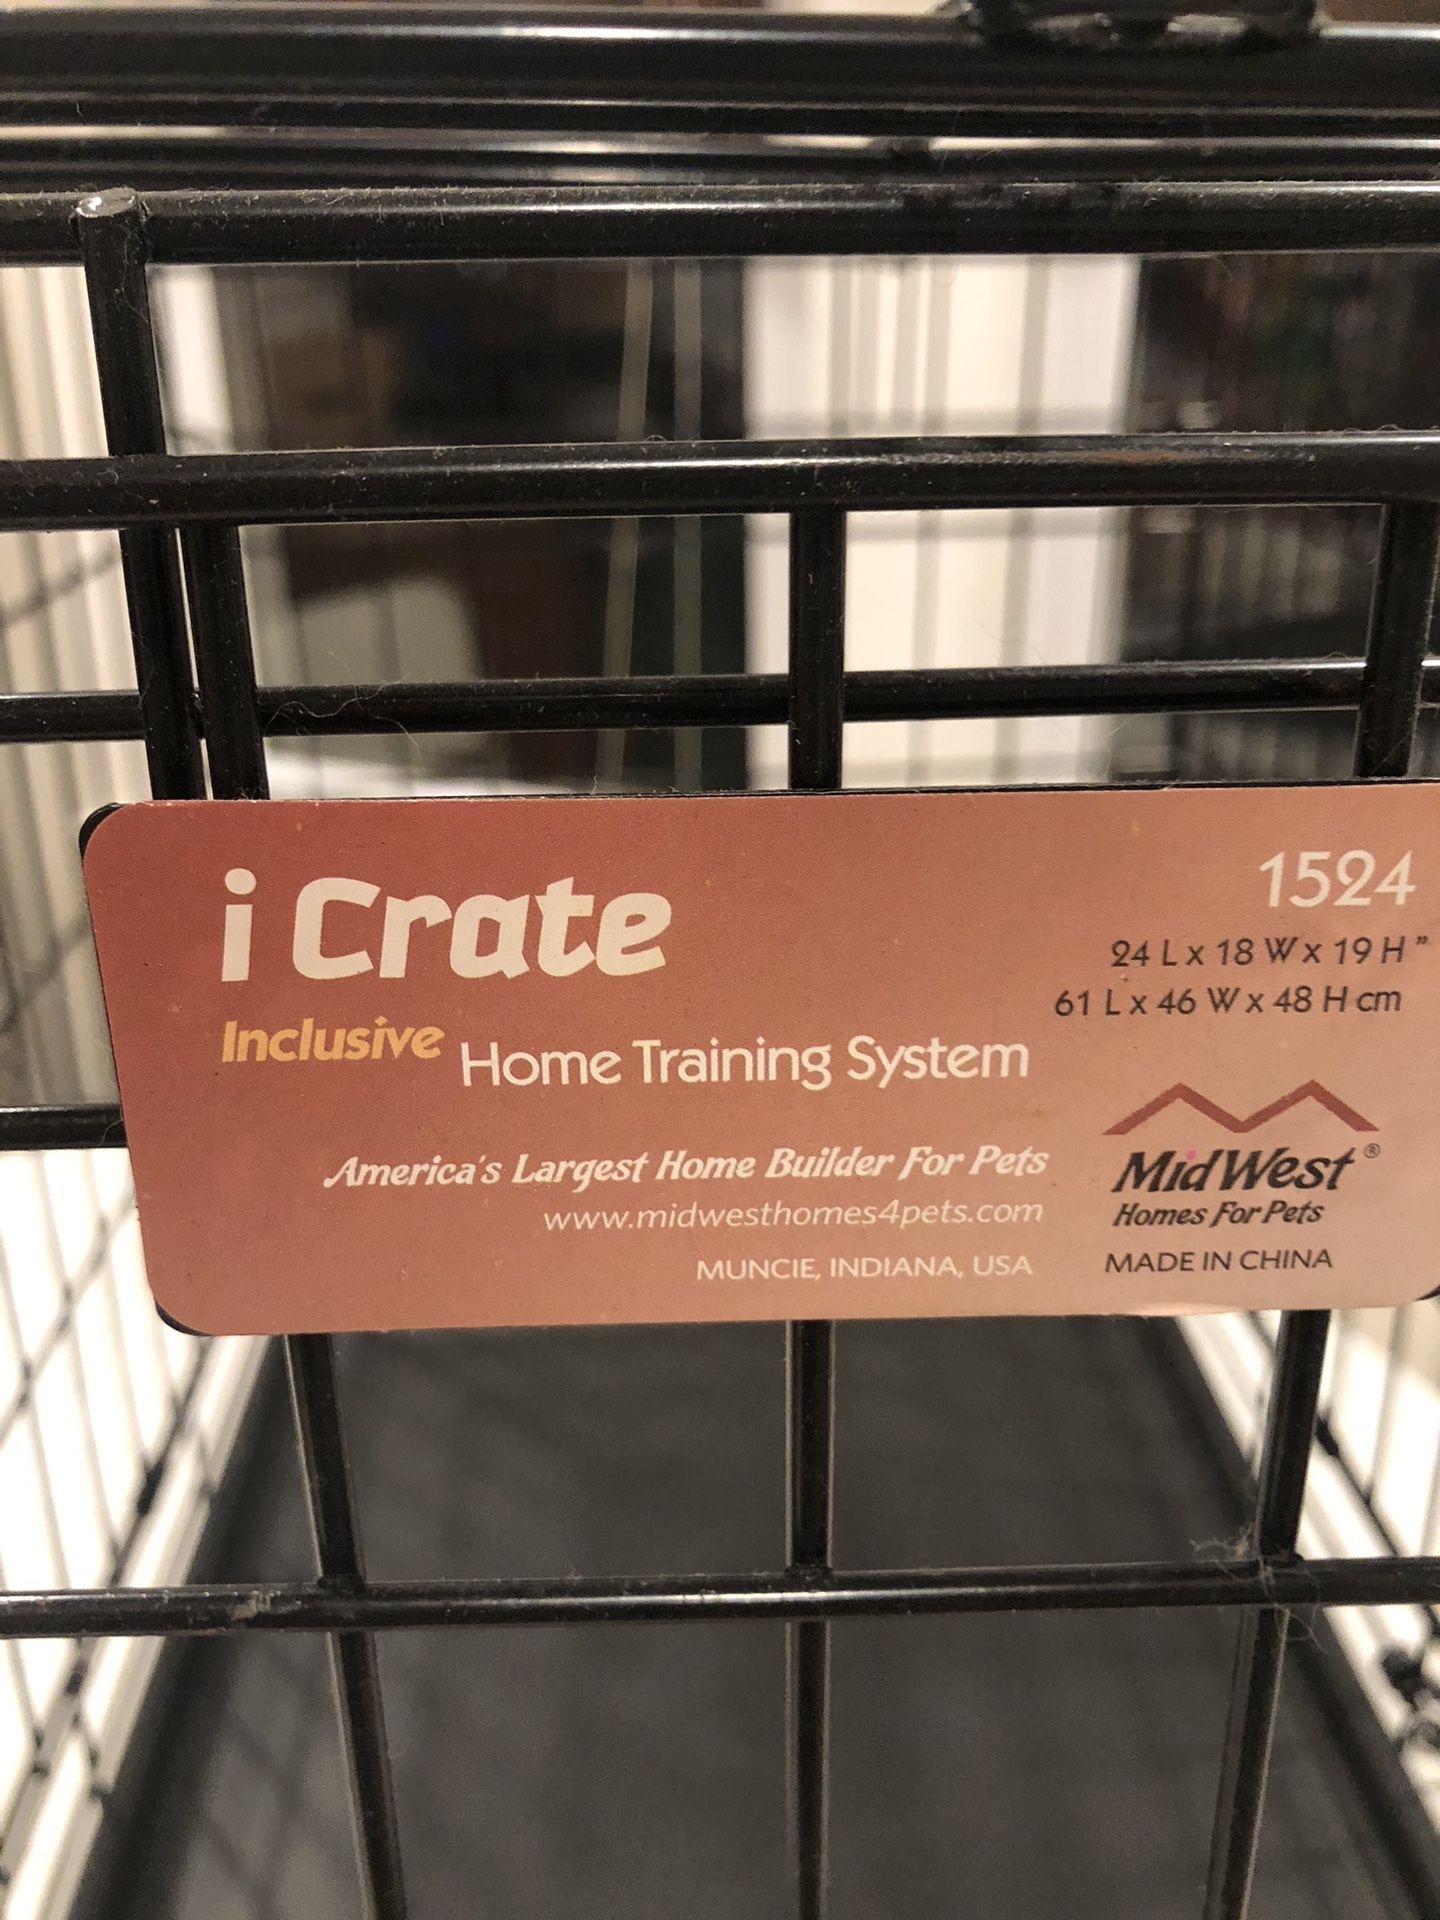 i Crate
Inclusive Home Training System
America's Largest Home Builder For Pets
www.midwesthomes4pets.com
MUNCIE, INDIANA, USA
1524
24 L x 18 W x 19 H "
61 L x 46 W x 48 H cm
MidWest®
Homes For Pets
MADE IN CHINA